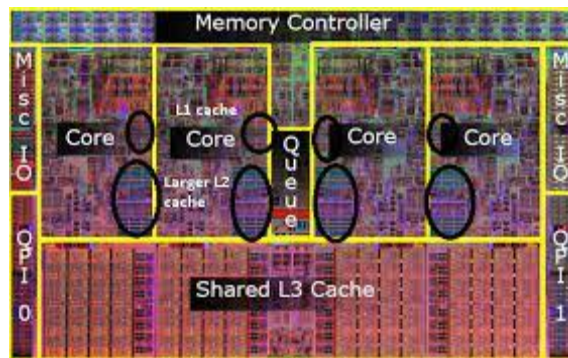 Memory Controller
Misc IO
Misc IO
L1 cache
Core
Core
Core
Core
Queue
Larger L2
cache
QPI 0
QPI 1
Shared L3 Cache